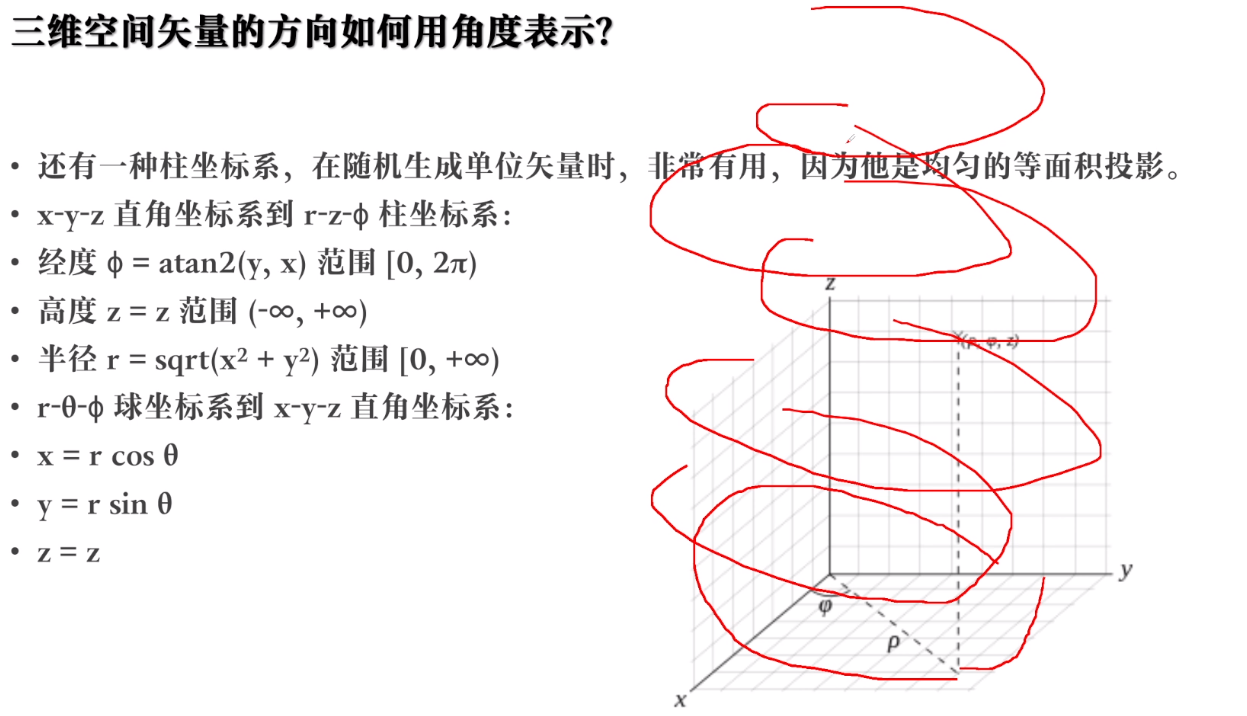 三维空间矢量的方向如何用角度表示?
• 还有一种柱坐标系，在随机生成单位矢量时，非常有用，因为他是均匀的等面积投影。
• x-y-z 直角坐标系到 r-z-ϕ 柱坐标系：
• 经度 ϕ = atan2(y, x) 范围 [0, 2π)
• 高度 z = z 范围 (-∞, +∞)
• 半径 r = sqrt(x² + y²) 范围 [0, +∞)
• r-θ-ϕ 球坐标系到 x-y-z 直角坐标系：
• x = r cos θ
• y = r sin θ
• z = z
z
(ρ, φ, z)
y
φ
ρ
x